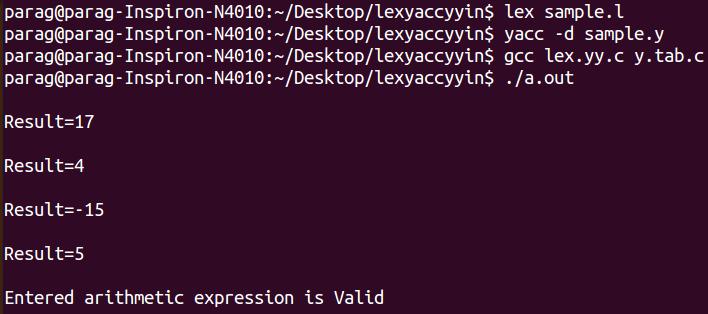 parag@parag-Inspiron-N4010:~/Desktop/lexyaccyyin$ lex sample.l
parag@parag-Inspiron-N4010:~/Desktop/lexyaccyyin$ yacc -d sample.y
parag@parag-Inspiron-N4010:~/Desktop/lexyaccyyin$ gcc lex.yy.c y.tab.c
parag@parag-Inspiron-N4010:~/Desktop/lexyaccyyin$ ./a.out
Result=17
Result=4
Result=-15
Result=5
Entered arithmetic expression is Valid